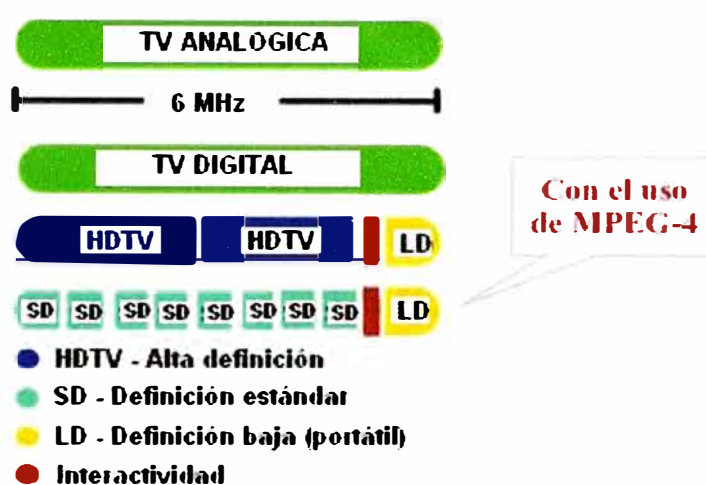 TV ANALOGICA
6 MHz
TV DIGITAL
HDTV HDTV LD
SD SD SD SD SD SD SD SD LD
Con el uso
de MPEG-4
HDTV - Alta definición
SD - Definición estándar
LD - Definición baja (portátil)
Interactividad